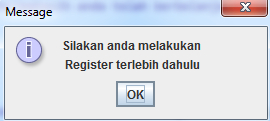 Message
Silakan anda melakukan
Register terlebih dahulu
OK